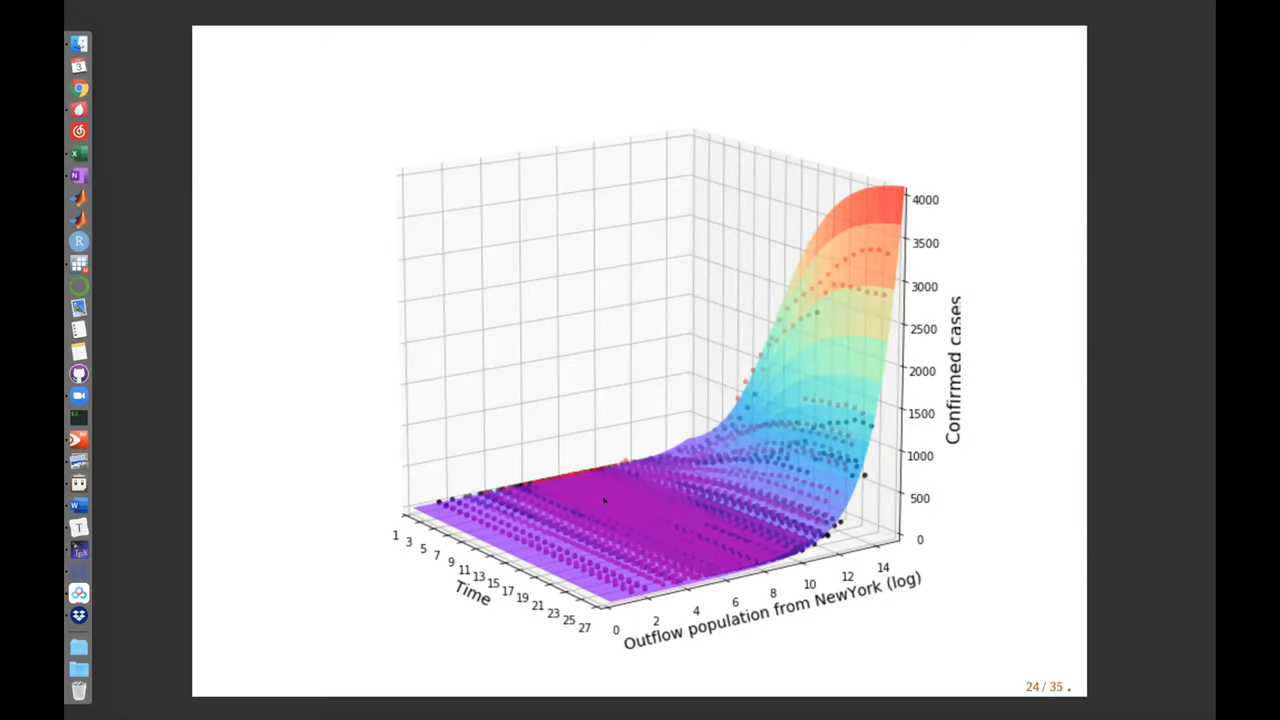 4000
3500
3000
2500
2000
1500
1000
500
0
Confirmed cases
1 3 5 7 9 11 13 15 17 19 21 23 25 27
Time
0 2 4 6 8 10 12 14
Outflow population from NewYork (log)
24 / 35
3
X
N
R
W
T
TEX